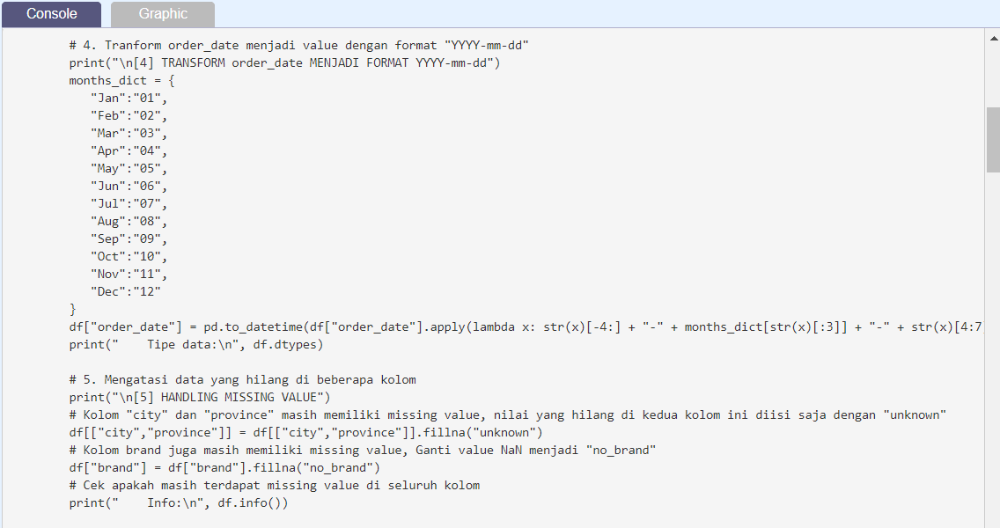 Console
Graphic
# 4. Tranform order_date menjadi value dengan format "YYYY-mm-dd"
print("\n[4] TRANSFORM order_date MENJADI FORMAT YYYY-mm-dd")
months_dict = {
   "Jan":"01",
   "Feb":"02",
   "Mar":"03",
   "Apr":"04",
   "May":"05",
   "Jun":"06",
   "Jul":"07",
   "Aug":"08",
   "Sep":"09",
   "Oct":"10",
   "Nov":"11",
   "Dec":"12"
}
df["order_date"] = pd.to_datetime(df["order_date"].apply(lambda x: str(x)[-4:] + "-" + months_dict[str(x)[:3]] + "-" + str(x)[4:7
print("    Tipe data:\n", df.dtypes)
# 5. Mengatasi data yang hilang di beberapa kolom
print("\n[5] HANDLING MISSING VALUE")
# Kolom "city" dan "province" masih memiliki missing value, nilai yang hilang di kedua kolom ini diisi saja dengan "unknown"
df[["city","province"]] = df[["city","province"]].fillna("unknown")
# Kolom brand juga masih memiliki missing value, Ganti value NaN menjadi "no_brand"
df["brand"] = df["brand"].fillna("no_brand")
# Cek apakah masih terdapat missing value di seluruh kolom
print("    Info:\n", df.info())